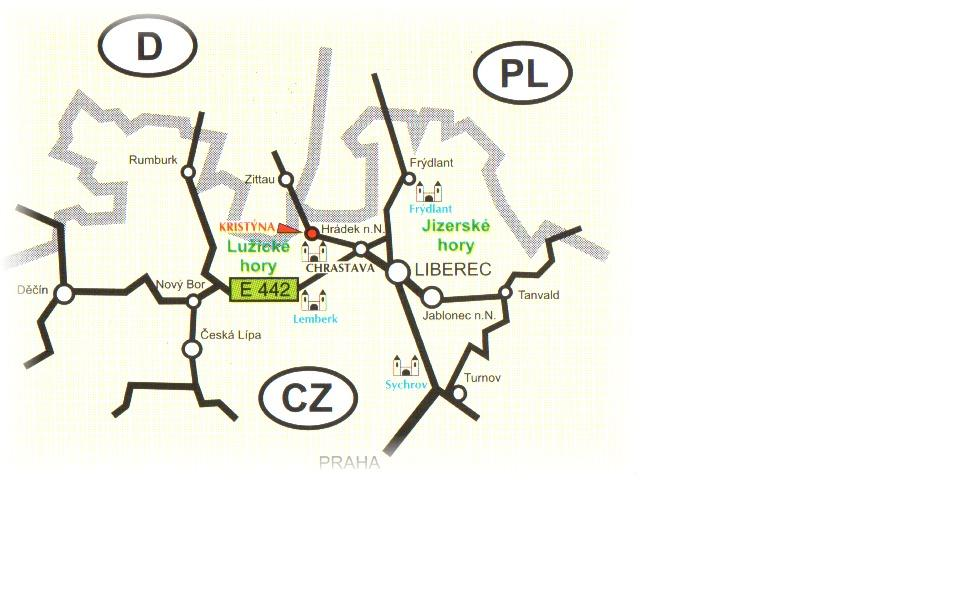 D
PL
Rumburk
Frýdlant
Zittau
Frýdlant
KRISTÝNA
Hrádek n.N.
Jizerské
hory
Lužické
hory
CHRASTAVA
LIBEREC
Děčín
Nový Bor
E 442
Tanvald
Lemberk
Jablonec n.N.
Česká Lípa
Turnov
Sychrov
CZ
PRAHA